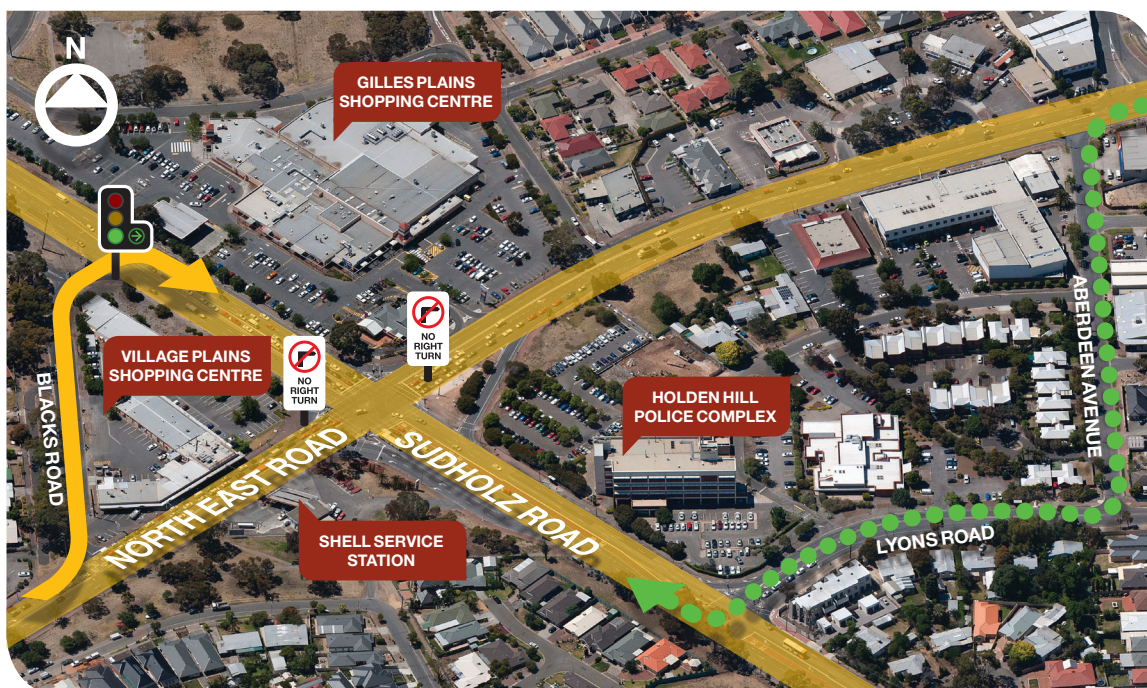 N
GILLES PLAINS
SHOPPING CENTRE
NO
RIGHT
TURN
NO
RIGHT
TURN
VILLAGE PLAINS
SHOPPING CENTRE
BLACKS ROAD
HOLDEN HILL
POLICE COMPLEX
ABERDEEN AVENUE
NORTH EAST ROAD
SUDHOLZ ROAD
SHELL SERVICE
STATION
LYONS ROAD